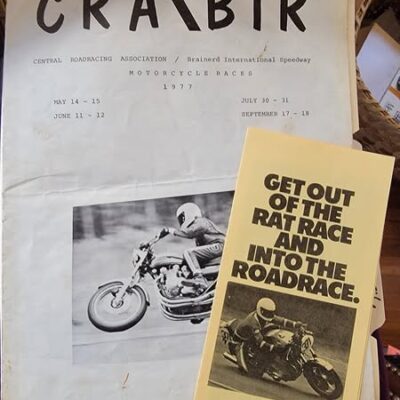 CRA\BIR
CENTRAL ROADRACING ASSOCIATION / Brainerd International Speedway
MOTORCYCLE RACES
1977
MAY 14 - 15
JULY 30 - 31
JUNE 11 - 12
SEPTEMBER 17 - 18
GET OUT
OF THE
RAT RACE
AND
INTO THE
ROADRACE.